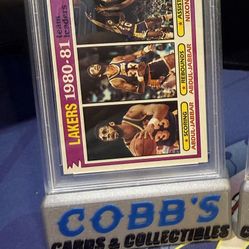 LAKERS 1980-81
team
leaders
ASSISTS
NIXON
REBOUNDS
ABDUL-JABBAR
SCORING
ABDUL-JABBAR
33
COBB'S
CARDS & COLLECTIBLES